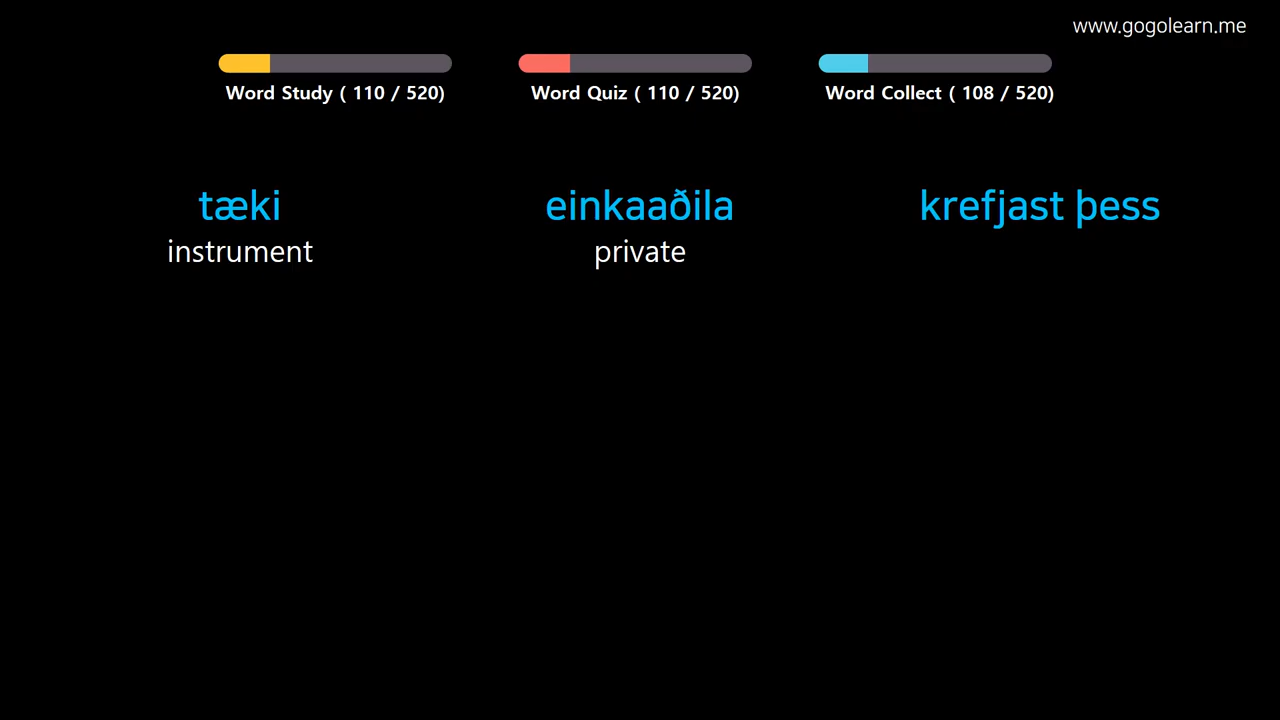 www.gogolearn.me
Word Study ( 110 / 520)
Word Quiz ( 110 / 520)
Word Collect ( 108 / 520)
tæki
instrument
einkaaðila
private
krefjast þess